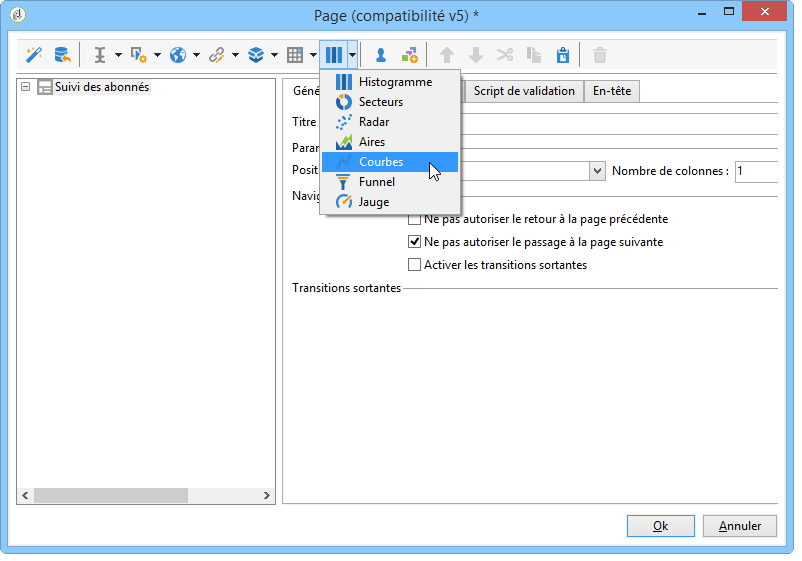 Page (compatibilité v5) *
Suivi des abonnés
Histogramme
Secteurs
Radar
Aires
Courbes
Funnel
Jauge
Géné
Script de validation
En-tête
Titre
Parar
Posit
Nombre de colonnes :
1
Navig
Ne pas autoriser le retour à la page précédente
Ne pas autoriser le passage à la page suivante
Activer les transitions sortantes
Transitions sortantes
Ok
Annuler